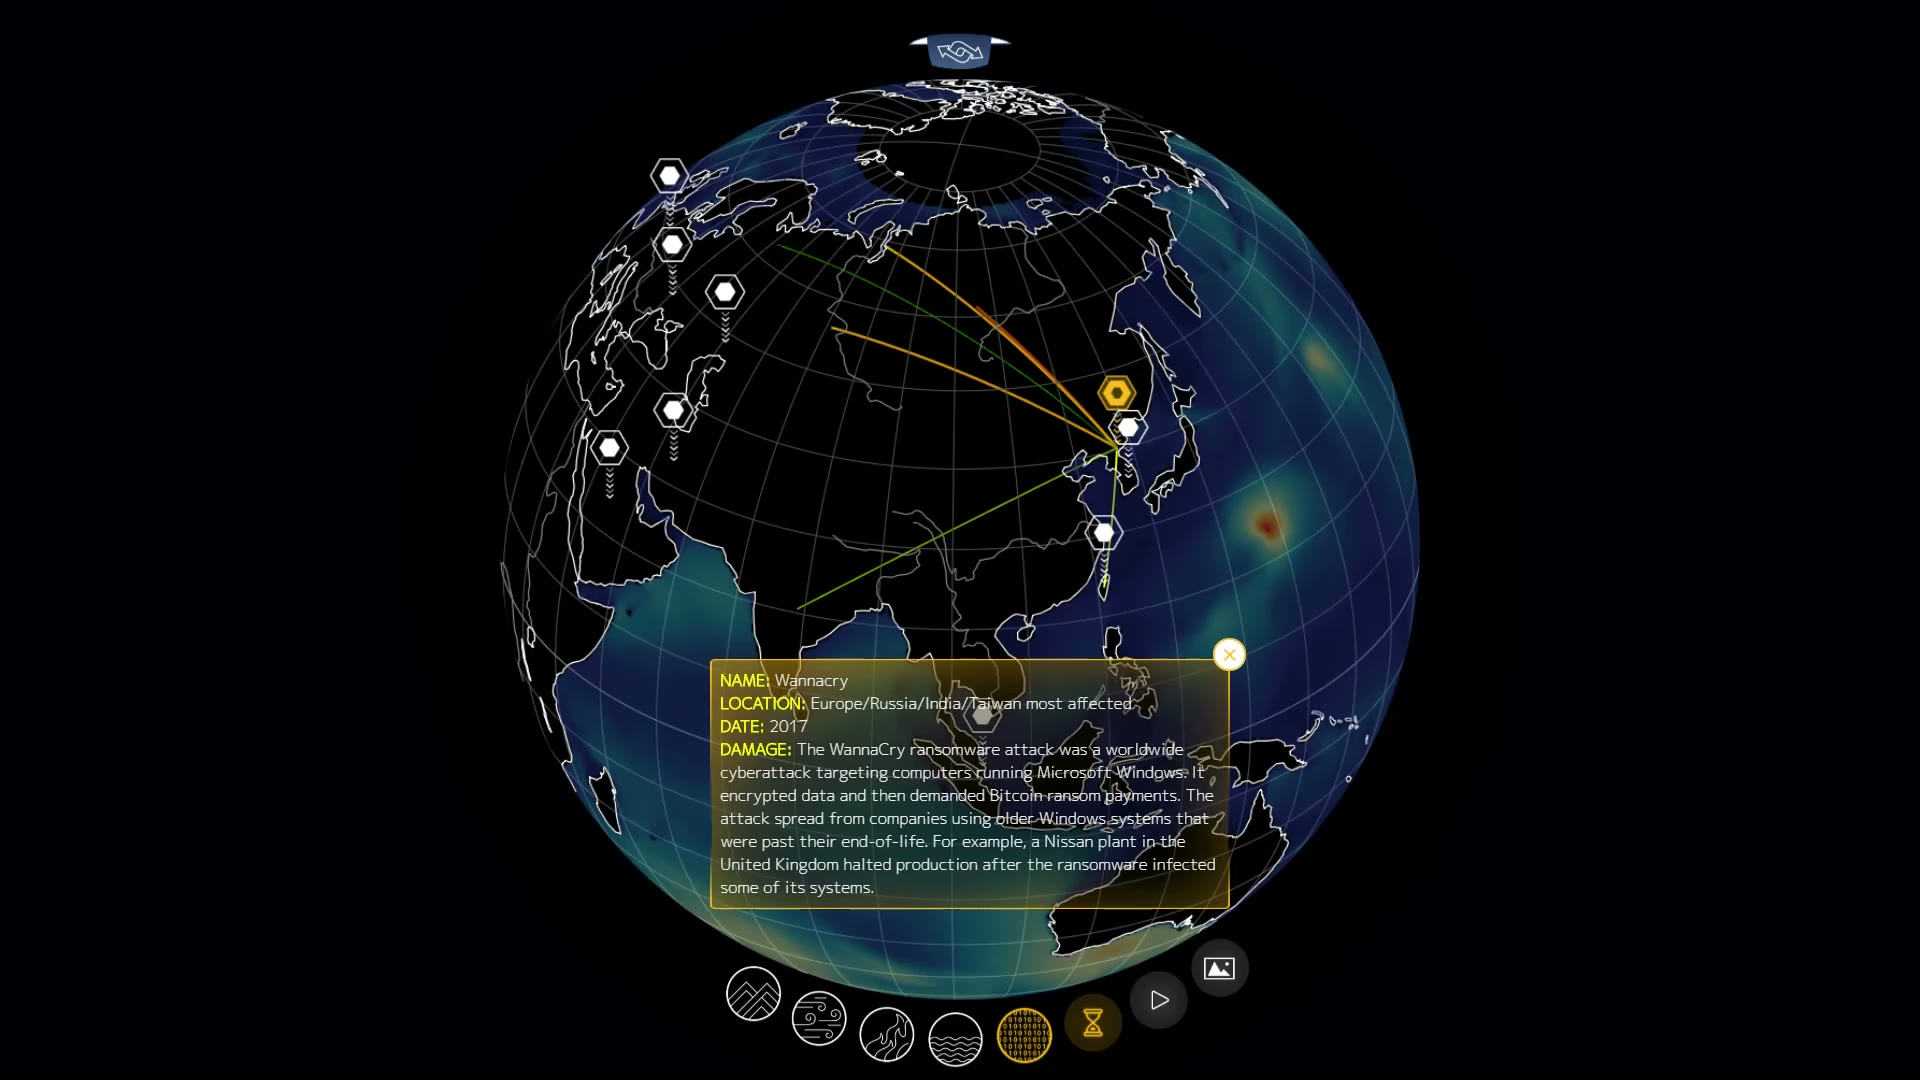 NAME: Wannacry
LOCATION: Europe/Russia/India/Taiwan most affected
DATE: 2017
DAMAGE: The WannaCry ransomware attack was a worldwide
cyberattack targeting computers running Microsoft Windows. It
encrypted data and then demanded Bitcoin ransom payments. The
attack spread from companies using older Windows systems that
were past their end-of-life. For example, a Nissan plant in the
United Kingdom halted production after the ransomware infected
some of its systems.